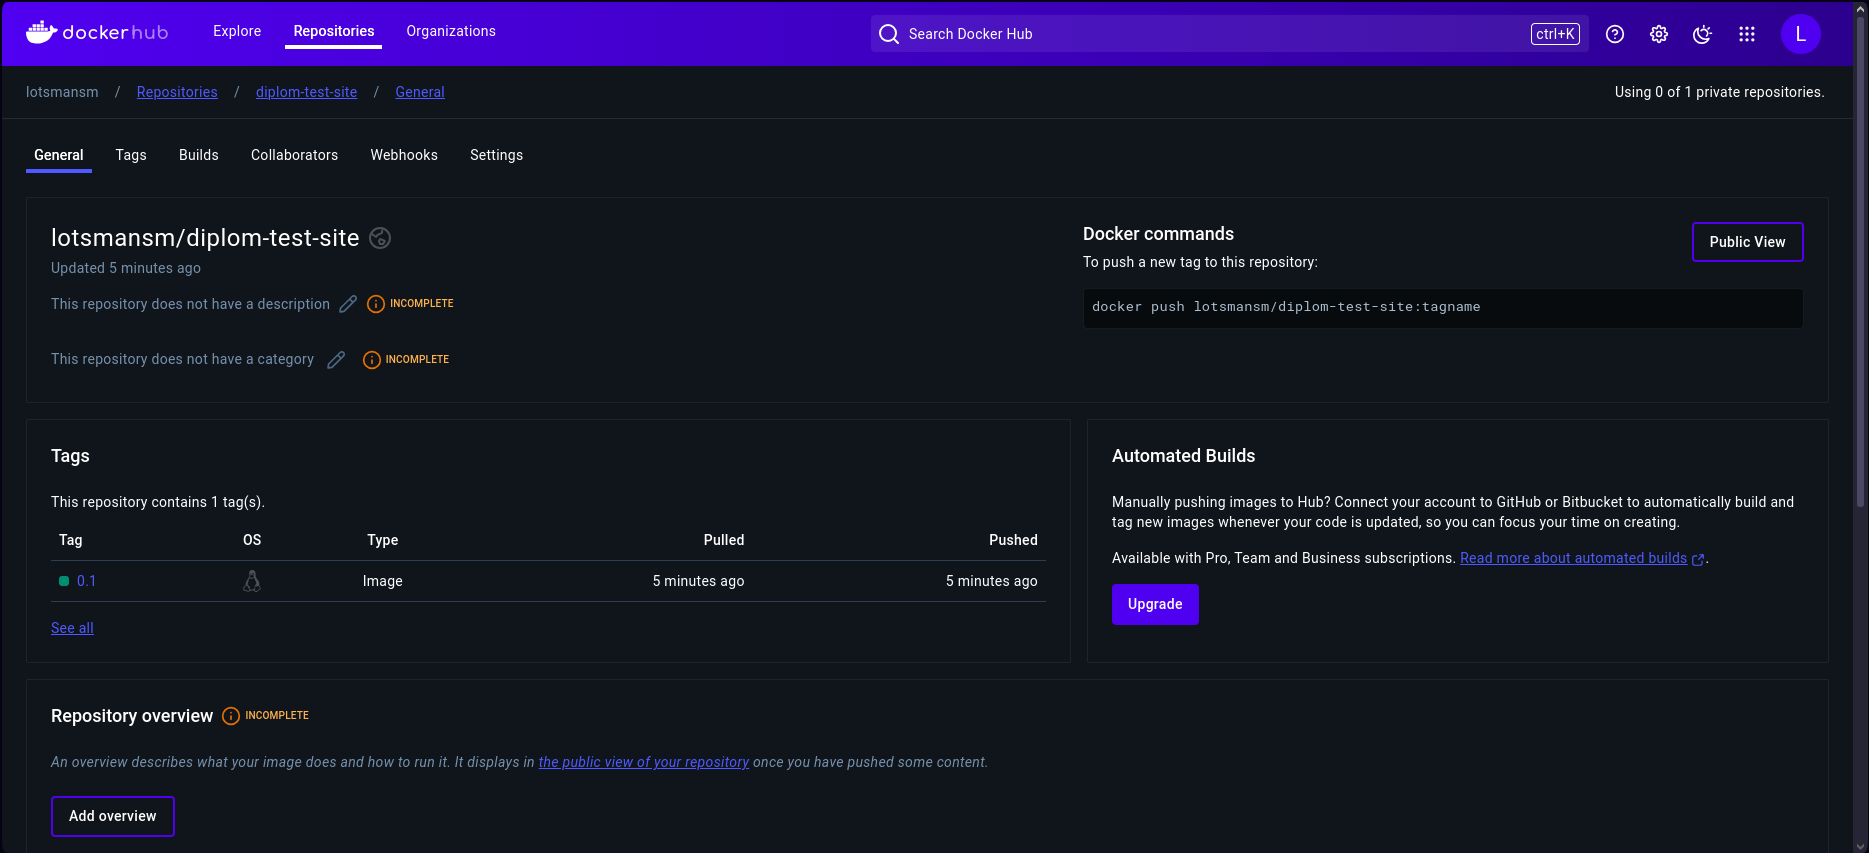 dockerhub Explore Repositories Organizations Search Docker Hub ctrl+K L
lotsmansm / Repositories / diplom-test-site / General Using 0 of 1 private repositories.
General Tags Builds Collaborators Webhooks Settings
lotsmansm/diplom-test-site
Updated 5 minutes ago
This repository does not have a description INCOMPLETE
This repository does not have a category INCOMPLETE
Docker commands
Public View
To push a new tag to this repository:
docker push lotsmansm/diplom-test-site:tagname
Tags
This repository contains 1 tag(s).
Tag OS Type Pulled Pushed
0.1 Image 5 minutes ago 5 minutes ago
See all
Automated Builds
Manually pushing images to Hub? Connect your account to GitHub or Bitbucket to automatically build and
tag new images whenever your code is updated, so you can focus your time on creating.
Available with Pro, Team and Business subscriptions. Read more about automated builds.
Upgrade
Repository overview INCOMPLETE
An overview describes what your image does and how to run it. It displays in the public view of your repository once you have pushed some content.
Add overview